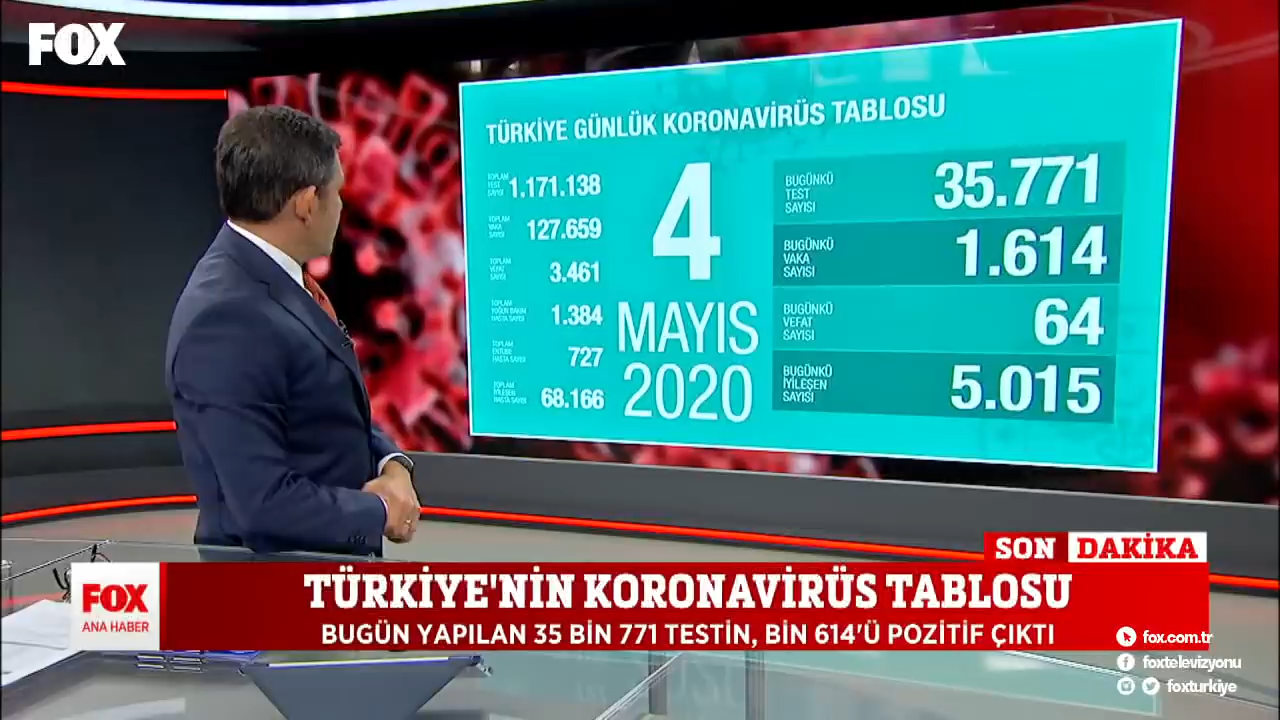 FOX
TÜRKİYE GÜNLÜK KORONAVİRÜS TABLOSU
TOPLAM
TEST
SAYISI
1.171.138
TOPLAM
VAKA
SAYISI
127.659
TOPLAM
VEFAT
SAYISI
3.461
TOPLAM
YOĞUN BAKIM
HASTA SAYISI
1.384
TOPLAM
ENTUBE
HASTA SAYISI
727
TOPLAM
İYİLEŞEN
HASTA SAYISI
68.166
4
MAYIS
2020
BUGÜNKÜ
TEST
SAYISI
35.771
BUGÜNKÜ
VAKA
SAYISI
1.614
BUGÜNKÜ
VEFAT
SAYISI
64
BUGÜNKÜ
İYİLEŞEN
SAYISI
5.015
SON DAKİKA
FOX
ANA HABER
TÜRKİYE'NİN KORONAVİRÜS TABLOSU
BUGÜN YAPILAN 35 BİN 771 TESTİN, BİN 614'Ü POZİTİF ÇIKTI
fox.com.tr
foxtelevizyonu
foxturkiye